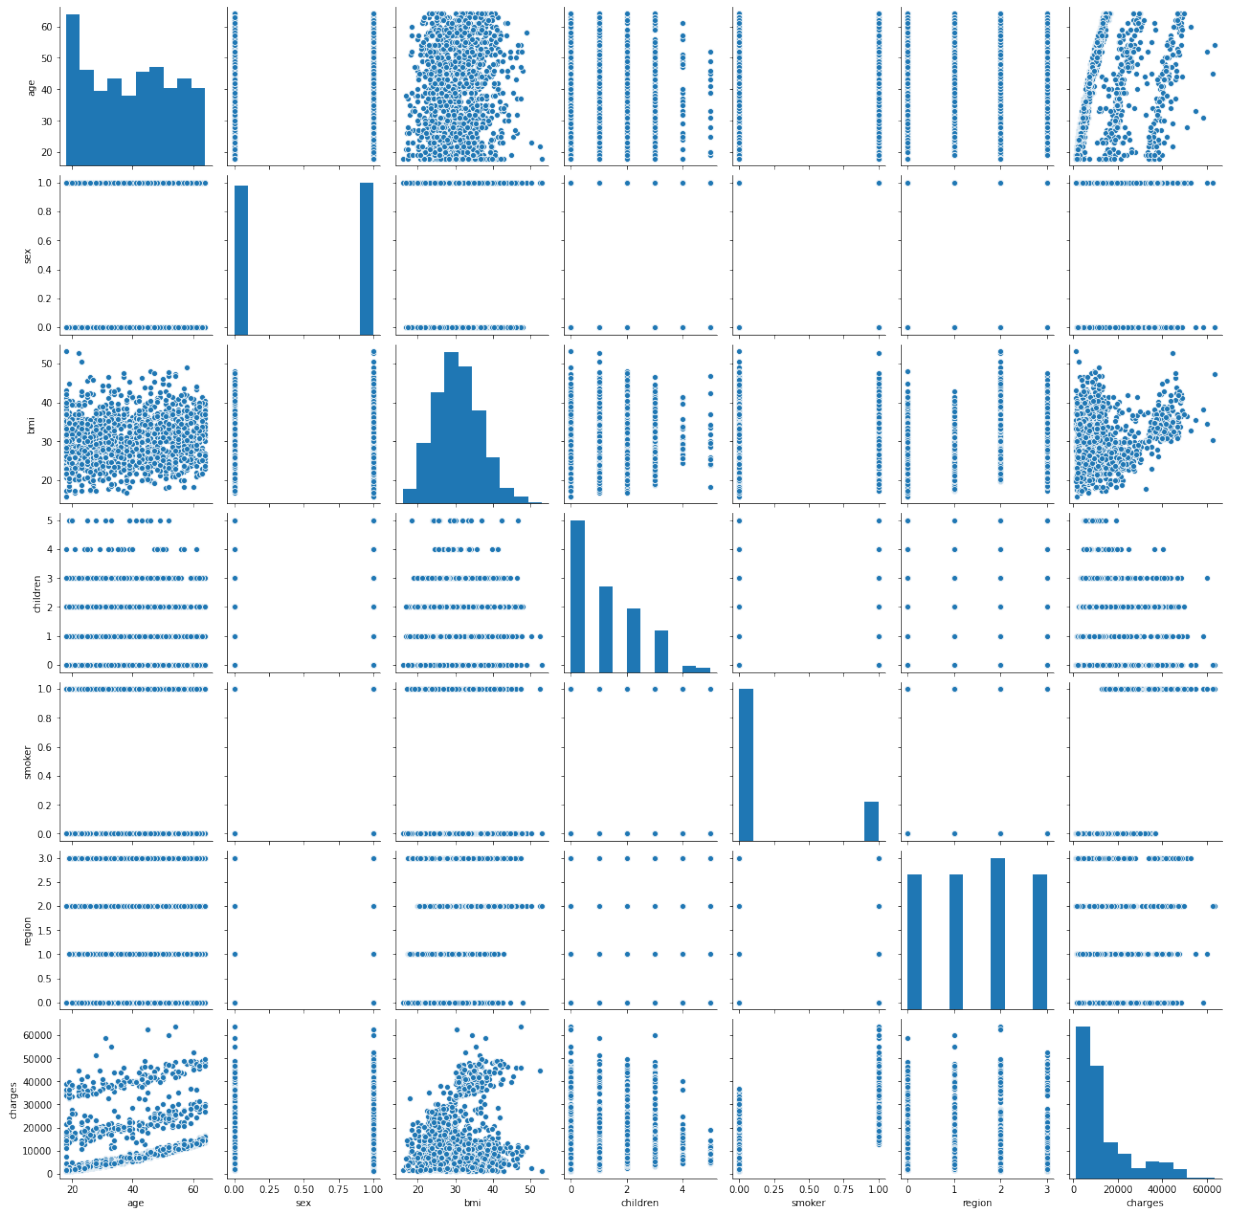 60
50
40
30
20
age
1.0
0.8
0.6
0.4
0.2
0.0
sex
50
40
30
20
bmi
5
4
3
2
1
0
children
1.0
0.8
0.6
0.4
0.2
0.0
smoker
3.0
2.5
2.0
1.5
1.0
0.5
0.0
region
60000
50000
40000
30000
20000
10000
0
charges
20 40 60
0.00 0.25 0.50 0.75 1.00
20 30 40 50
0 2 4
0.00 0.25 0.50 0.75 1.00
0 1 2 3
0 20000 40000 60000
age sex bmi children smoker region charges